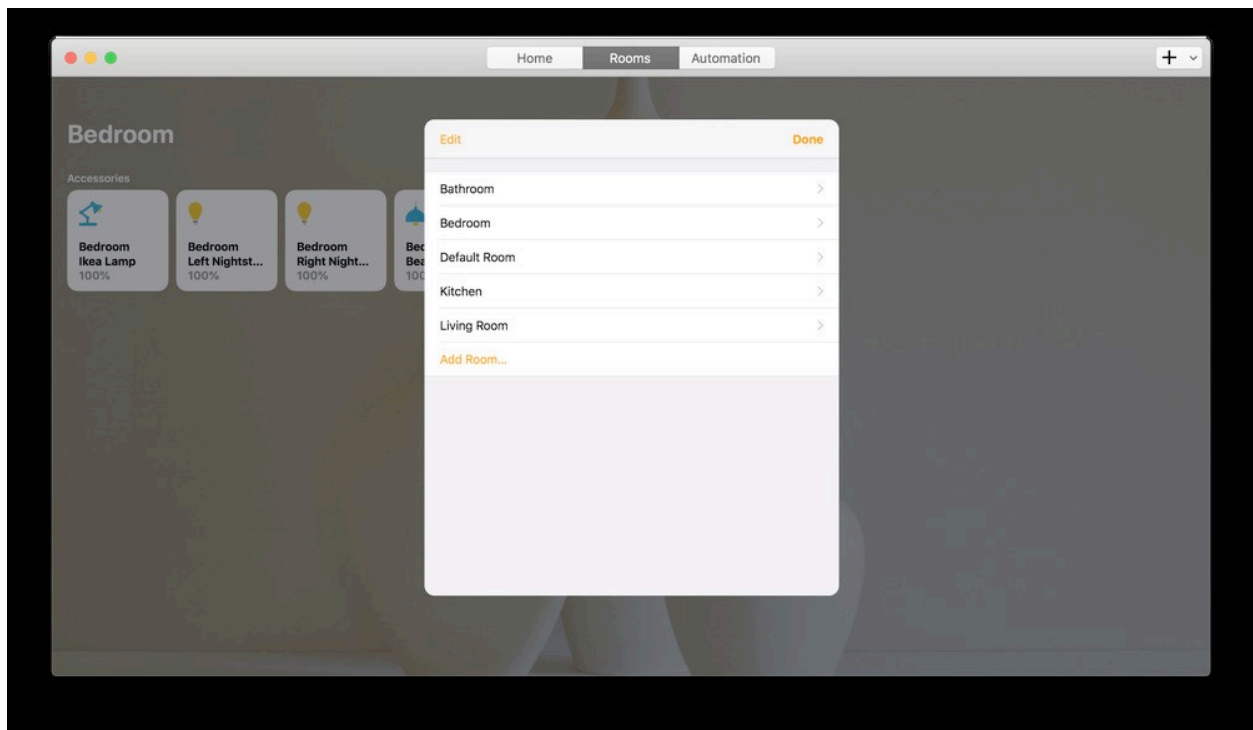 Home Rooms Automation
Bedroom
Accessories
Bedroom
Ikea Lamp
100%
Bedroom
Left Nightst...
100%
Bedroom
Right Night...
100%
Edit Done
Bathroom
Bedroom
Default Room
Kitchen
Living Room
Add Room...